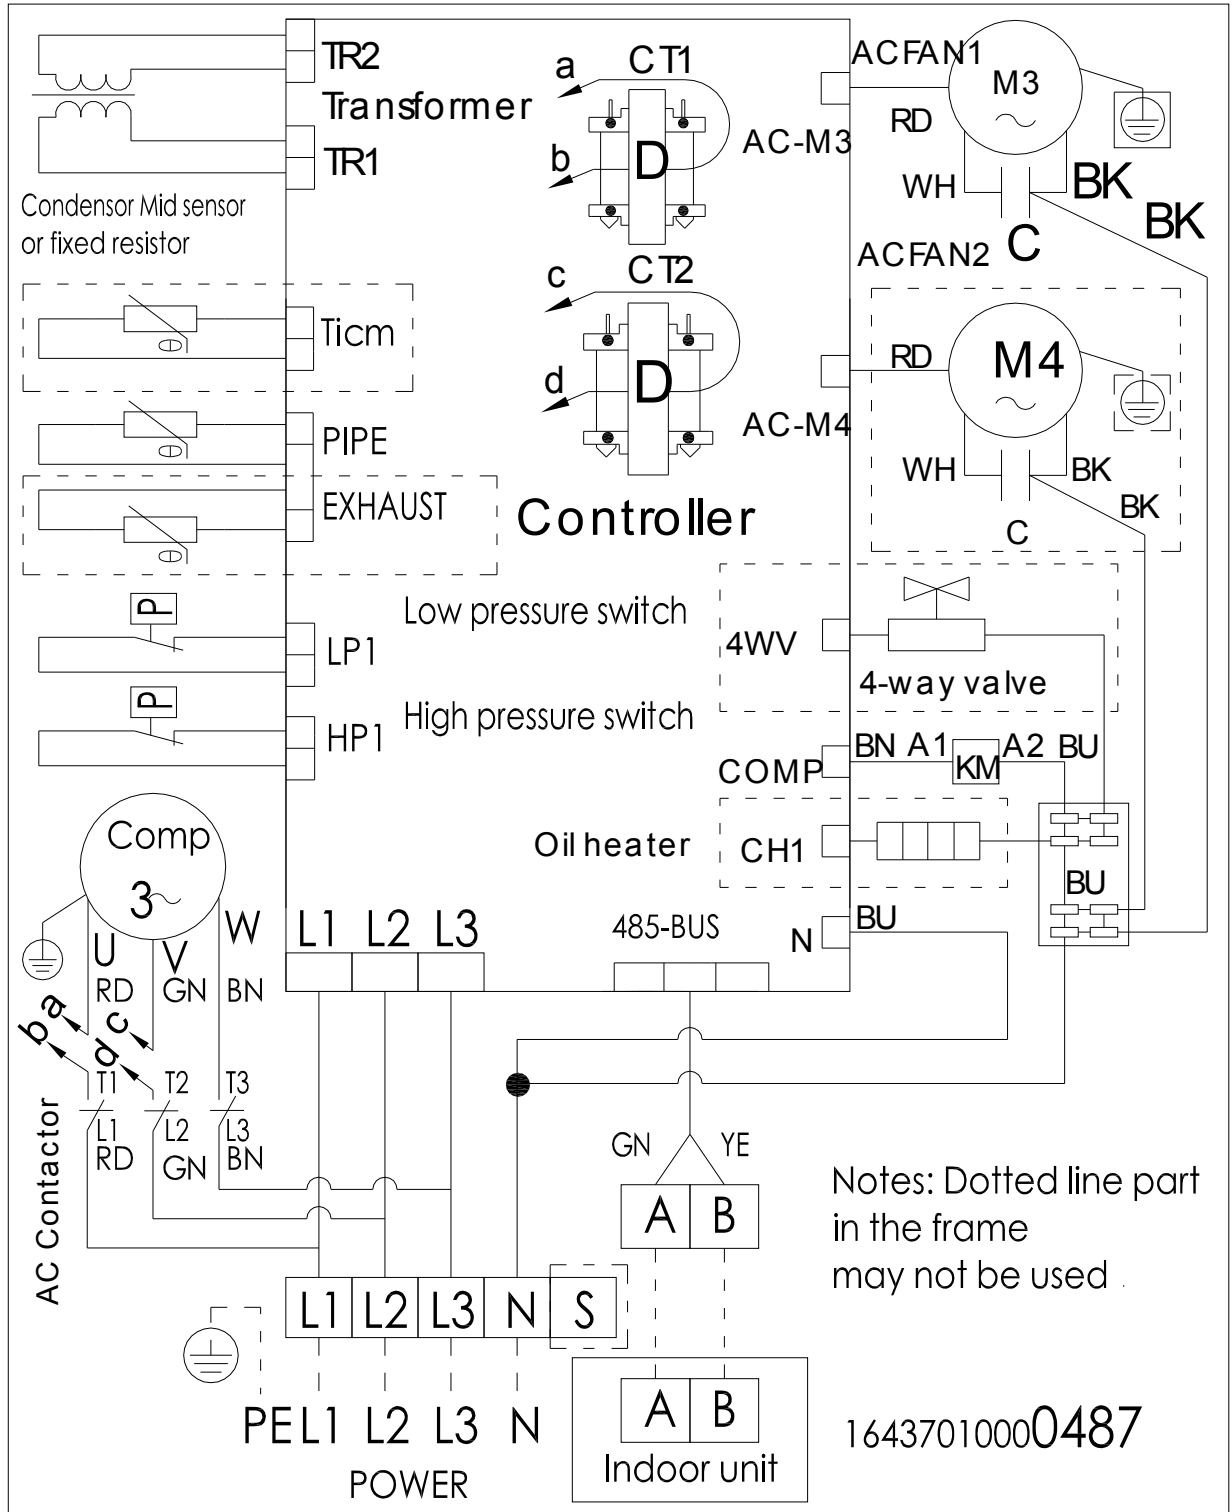 TR2
Transformer
TR1
Condensor Mid sensor
or fixed resistor
Ticm
PIPE
EXHAUST
P
LP1
Low pressure switch
P
HP1
High pressure switch
a
CT1
b
D
c
CT2
d
D
Controller
ACFAN1
M3
RD
AC-M3
WH
BK
BK
C
ACFAN2
RD
M4
AC-M4
WH
BK
BK
C
4WV
4-way valve
COMP
BN
A1
KM
A2
BU
Oil heater
CH1
BU
N
BU
485-BUS
L1
L2
L3
Comp
3
U
V
W
RD
GN
BN
a
b
c
d
T1
T2
T3
L1
L2
L3
RD
GN
BN
AC Contactor
GN
YE
A
B
Notes: Dotted line part
in the frame
may not be used .
L1
L2
L3
N
S
PE
L1
L2
L3
N
POWER
A
B
Indoor unit
16437010000487